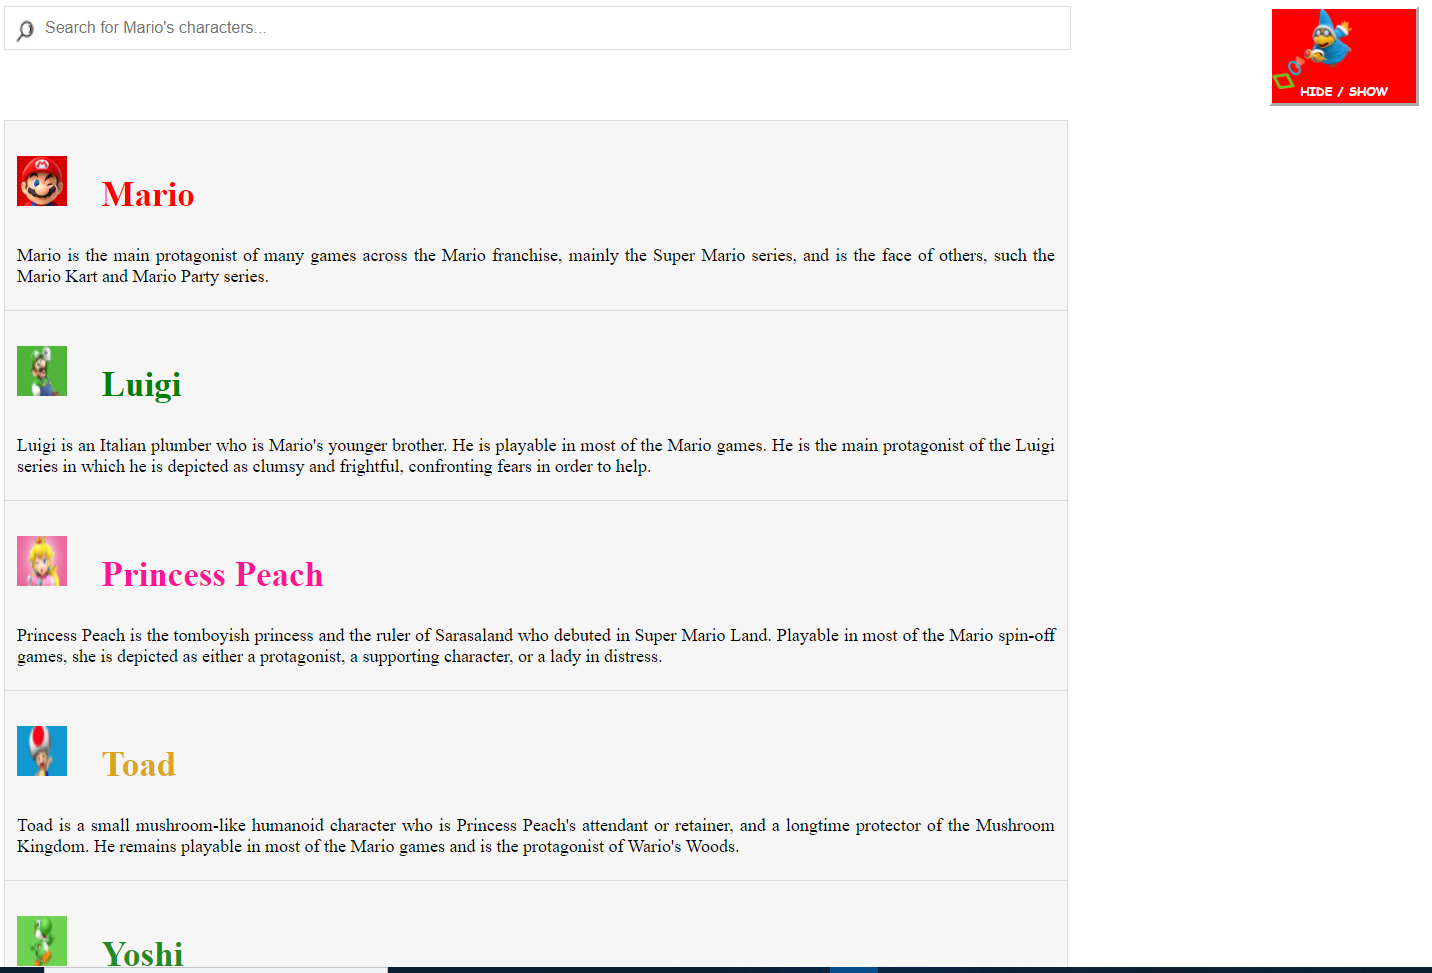 Search for Mario's characters...
HIDE / SHOW
Mario
Mario is the main protagonist of many games across the Mario franchise, mainly the Super Mario series, and is the face of others, such the
Mario Kart and Mario Party series.
Luigi
Luigi is an Italian plumber who is Mario's younger brother. He is playable in most of the Mario games. He is the main protagonist of the Luigi
series in which he is depicted as clumsy and frightful, confronting fears in order to help.
Princess Peach
Princess Peach is the tomboyish princess and the ruler of Sarasaland who debuted in Super Mario Land. Playable in most of the Mario spin-off
games, she is depicted as either a protagonist, a supporting character, or a lady in distress.
Toad
Toad is a small mushroom-like humanoid character who is Princess Peach's attendant or retainer, and a longtime protector of the Mushroom
Kingdom. He remains playable in most of the Mario games and is the protagonist of Wario's Woods.
Yoshi